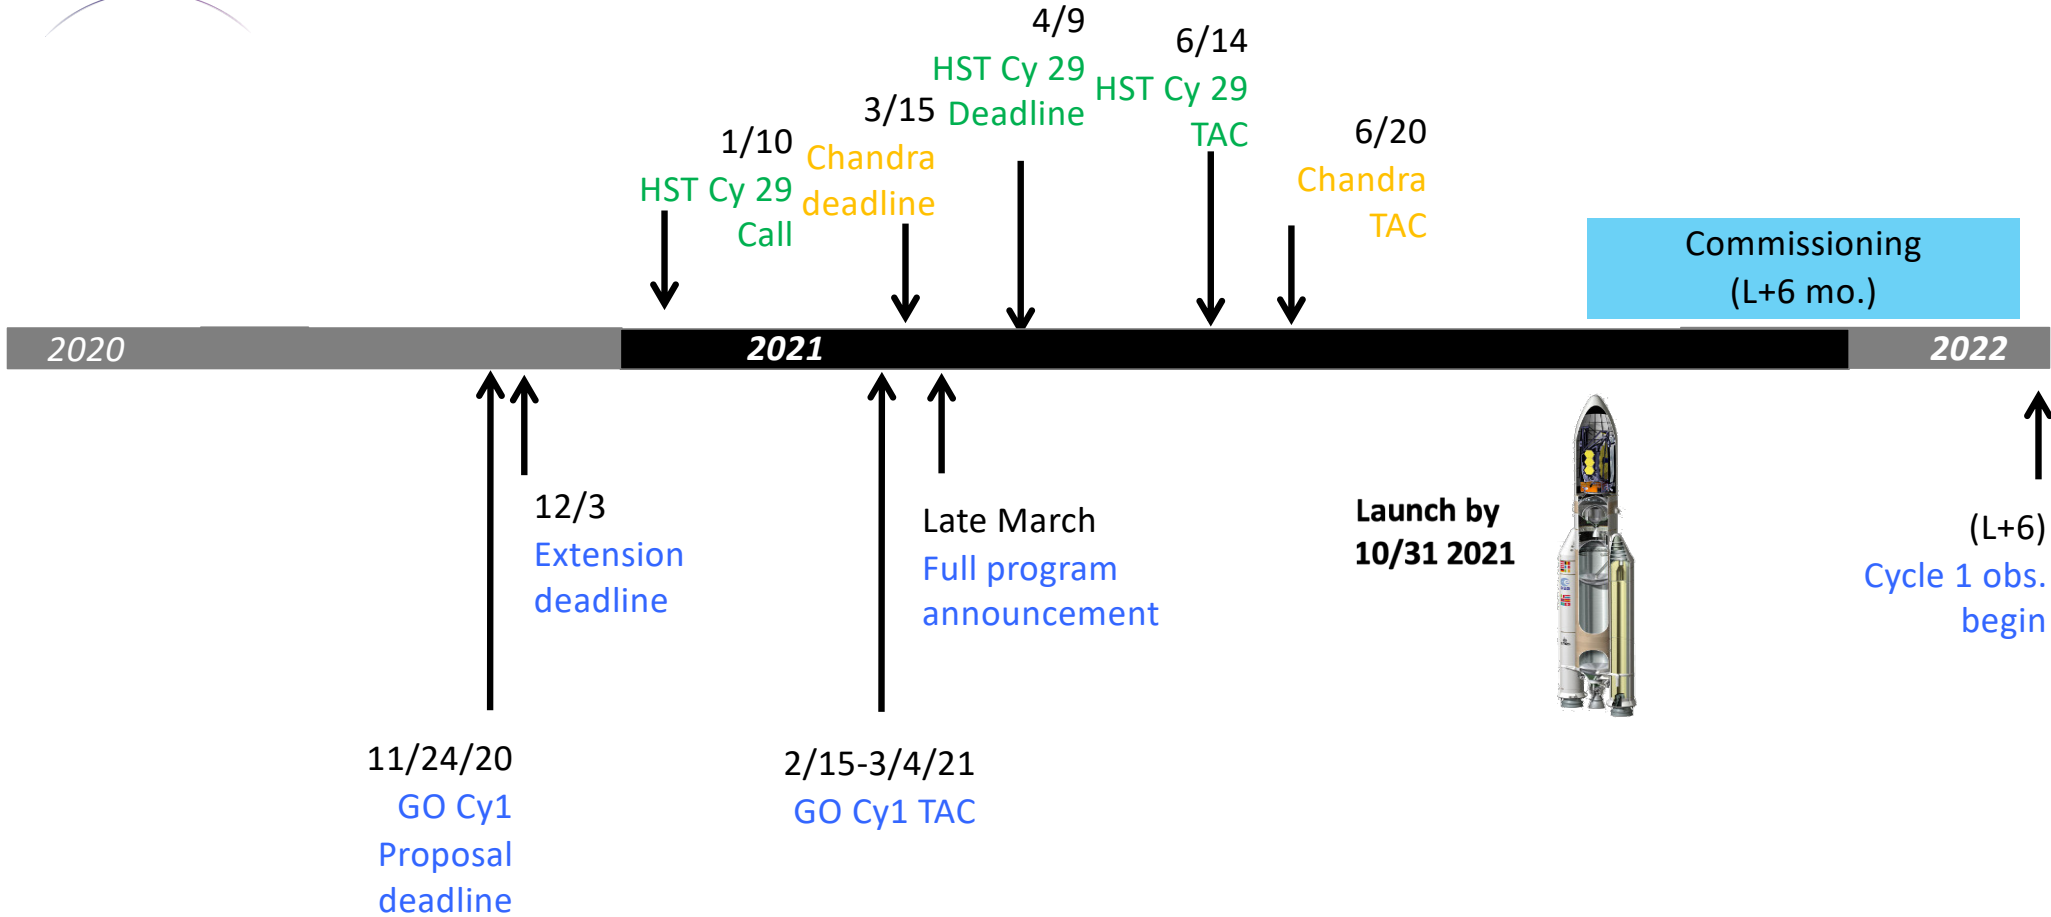 4/9
HST Cy 29
Deadline
6/14
HST Cy 29
TAC
3/15
Chandra
deadline
1/10
HST Cy 29
Call
6/20
Chandra
TAC
Commissioning
(L+6 mo.)
2020
2021
2022
12/3
Extension
deadline
Late March
Full program
announcement
Launch by
10/31 2021
(L+6)
Cycle 1 obs.
begin
11/24/20
GO Cy1
Proposal
deadline
2/15-3/4/21
GO Cy1 TAC